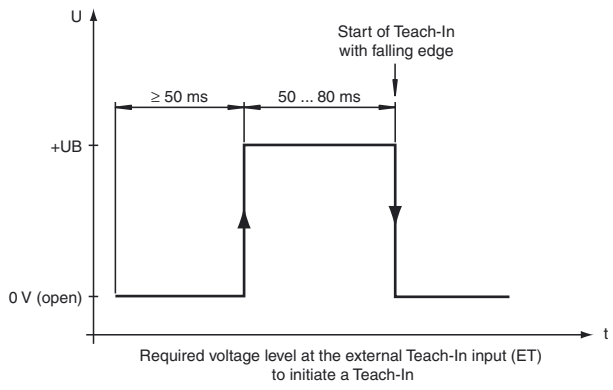 U
Start of Teach-In
with falling edge
≥ 50 ms
50 ... 80 ms
+UB
0 V (open)
t
Required voltage level at the external Teach-In input (ET)
to initiate a Teach-In